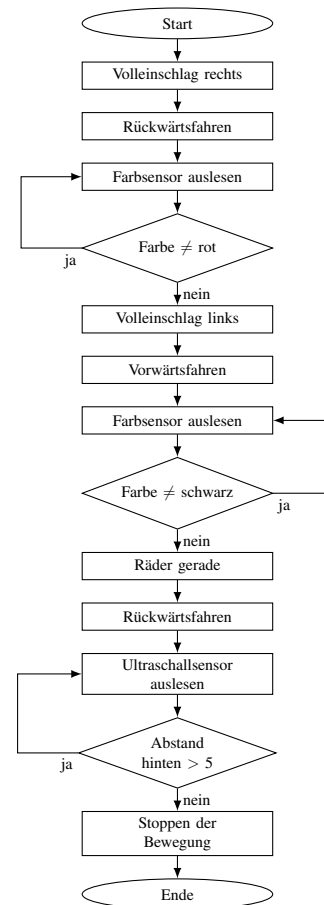 Start
Volleinschlag rechts
Rückwärtsfahren
Farbsensor auslesen
Farbe ≠ rot
ja
nein
Volleinschlag links
Vorwärtsfahren
Farbsensor auslesen
Farbe ≠ schwarz
ja
nein
Räder gerade
Rückwärtsfahren
Ultraschallsensor
auslesen
Abstand
hinten > 5
ja
nein
Stoppen der
Bewegung
Ende